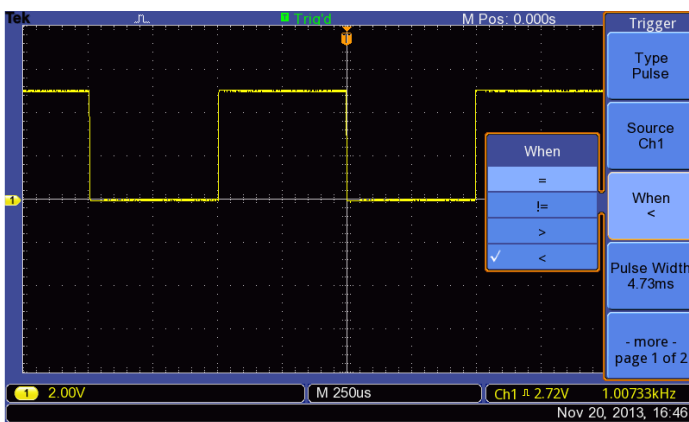 Tek
T Trig'd
M Pos: 0.000s
Trigger
T
Type
Pulse
Source
Ch1
When
=
!=
>
✓ <
When
<
1
Pulse Width
4.73ms
- more -
page 1 of 2
1 2.00V
M 250us
Ch1 2.72V
1.00733kHz
Nov 20, 2013, 16:46